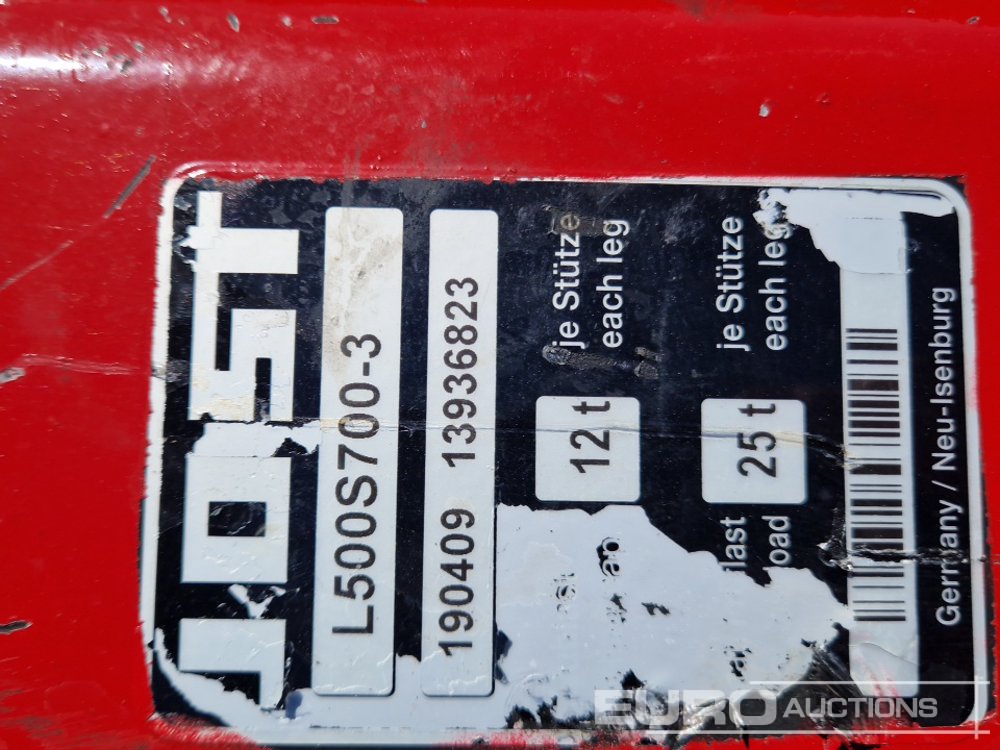 JOST
L500S700-3
190409 13936823
12 t
je Stütze
each leg
last
25 t
je Stütze
load
each leg
Germany / Neu-Isenburg
EURO AUCTIONS